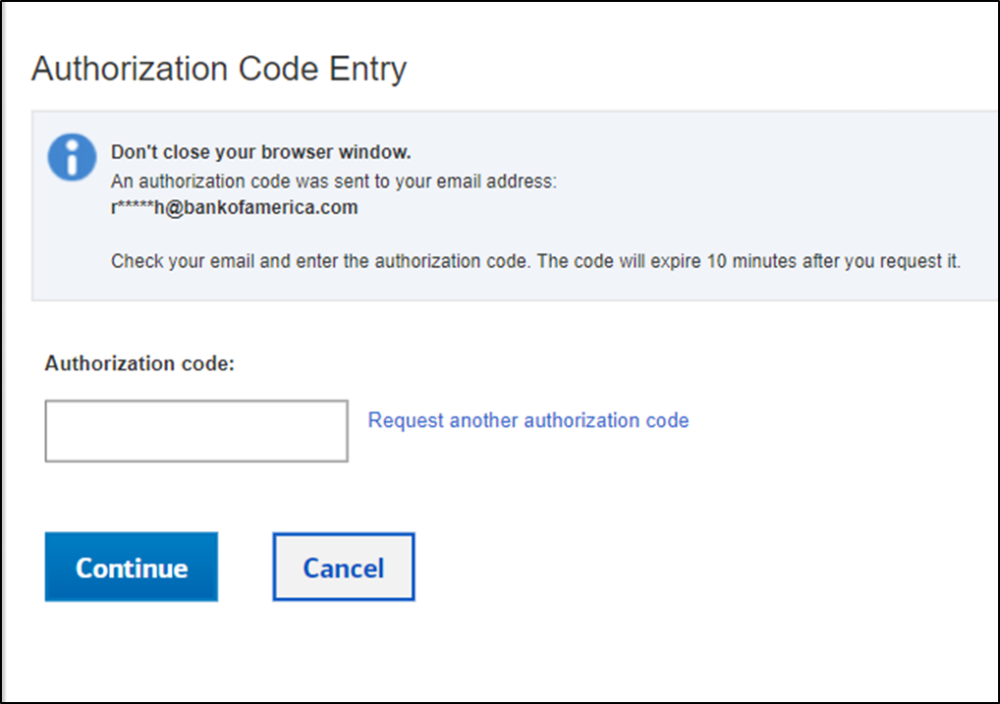 Authorization Code Entry
Don't close your browser window.
An authorization code was sent to your email address:
r*****h@bankofamerica.com
Check your email and enter the authorization code. The code will expire 10 minutes after you request it.
Authorization code:
Request another authorization code
Continue
Cancel